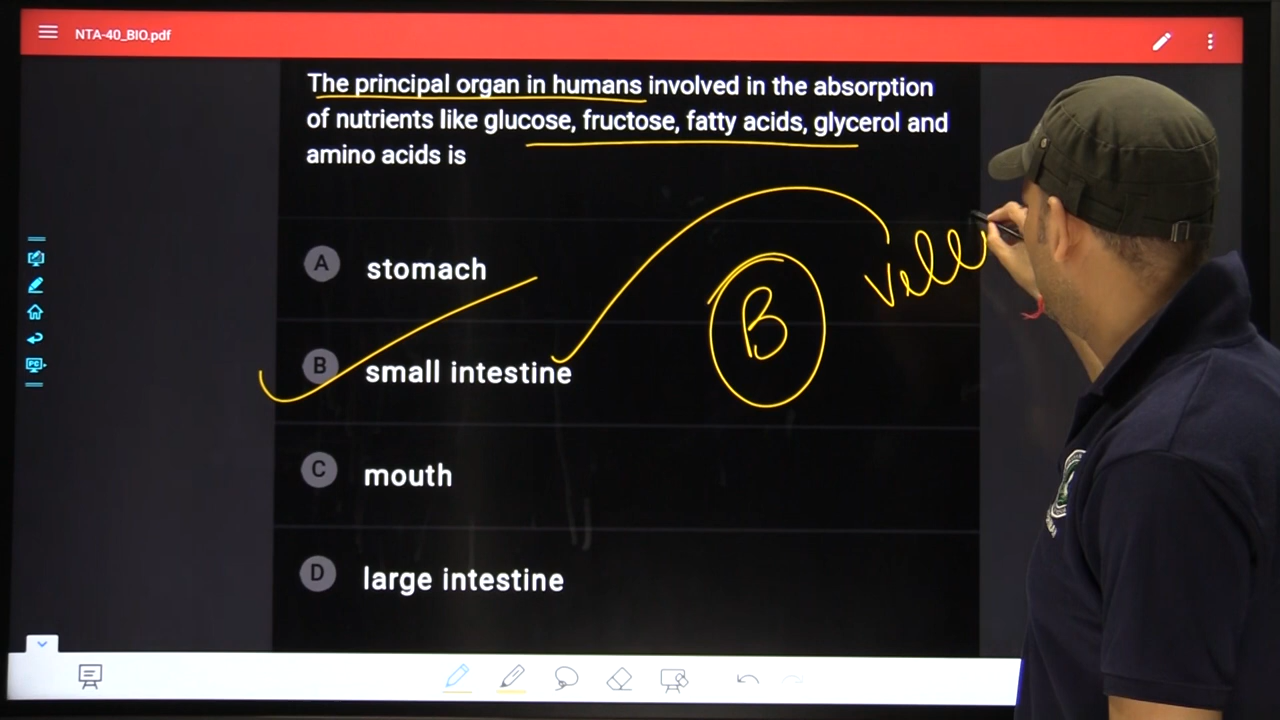 NTA-40_BIO.pdf
The principal organ in humans involved in the absorption
of nutrients like glucose, fructose, fatty acids, glycerol and
amino acids is
A stomach
B small intestine
B
C mouth
D large intestine